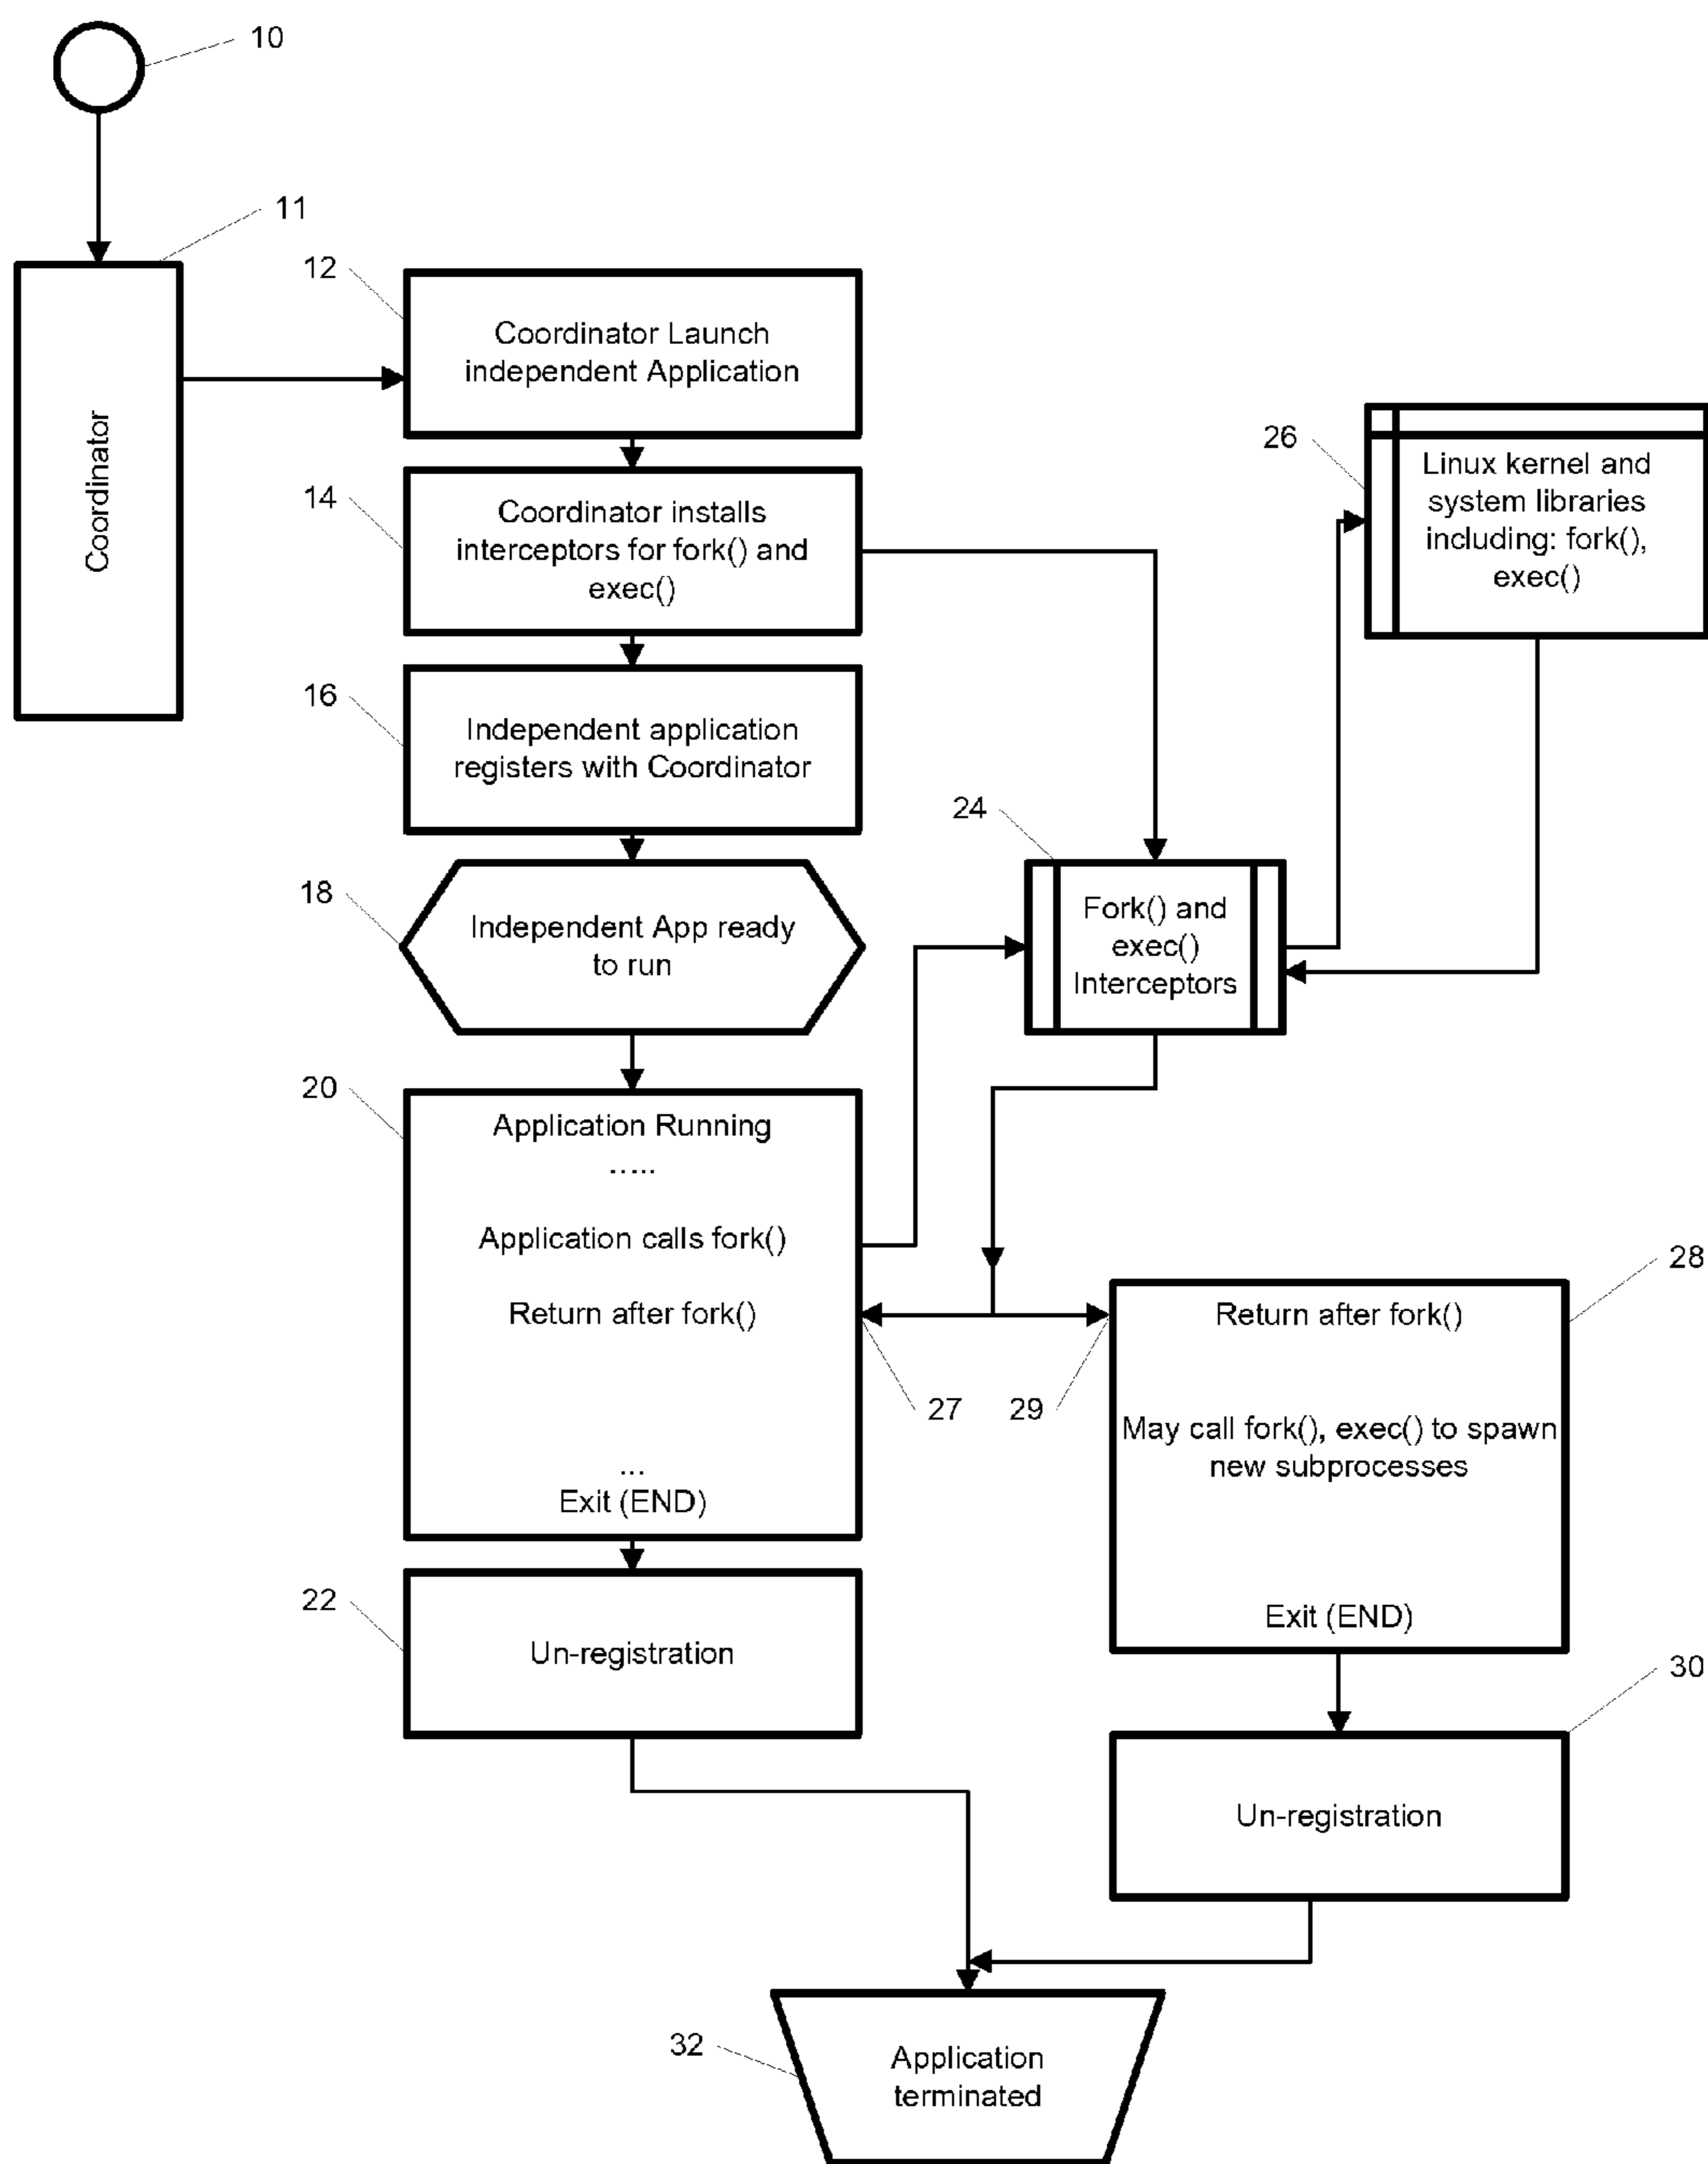 10
11
Coordinator
12
Coordinator Launch
independent Application
14
Coordinator installs
interceptors for fork() and
exec()
26
Linux kernel and
system libraries
including: fork(),
exec()
16
Independent application
registers with Coordinator
24
Fork() and
exec()
Interceptors
18
Independent App ready
to run
20
Application Running
.....
Application calls fork()
Return after fork()
...
Exit (END)
27
29
28
Return after fork()
May call fork(), exec() to spawn
new subprocesses
Exit (END)
22
Un-registration
30
Un-registration
32
Application
terminated